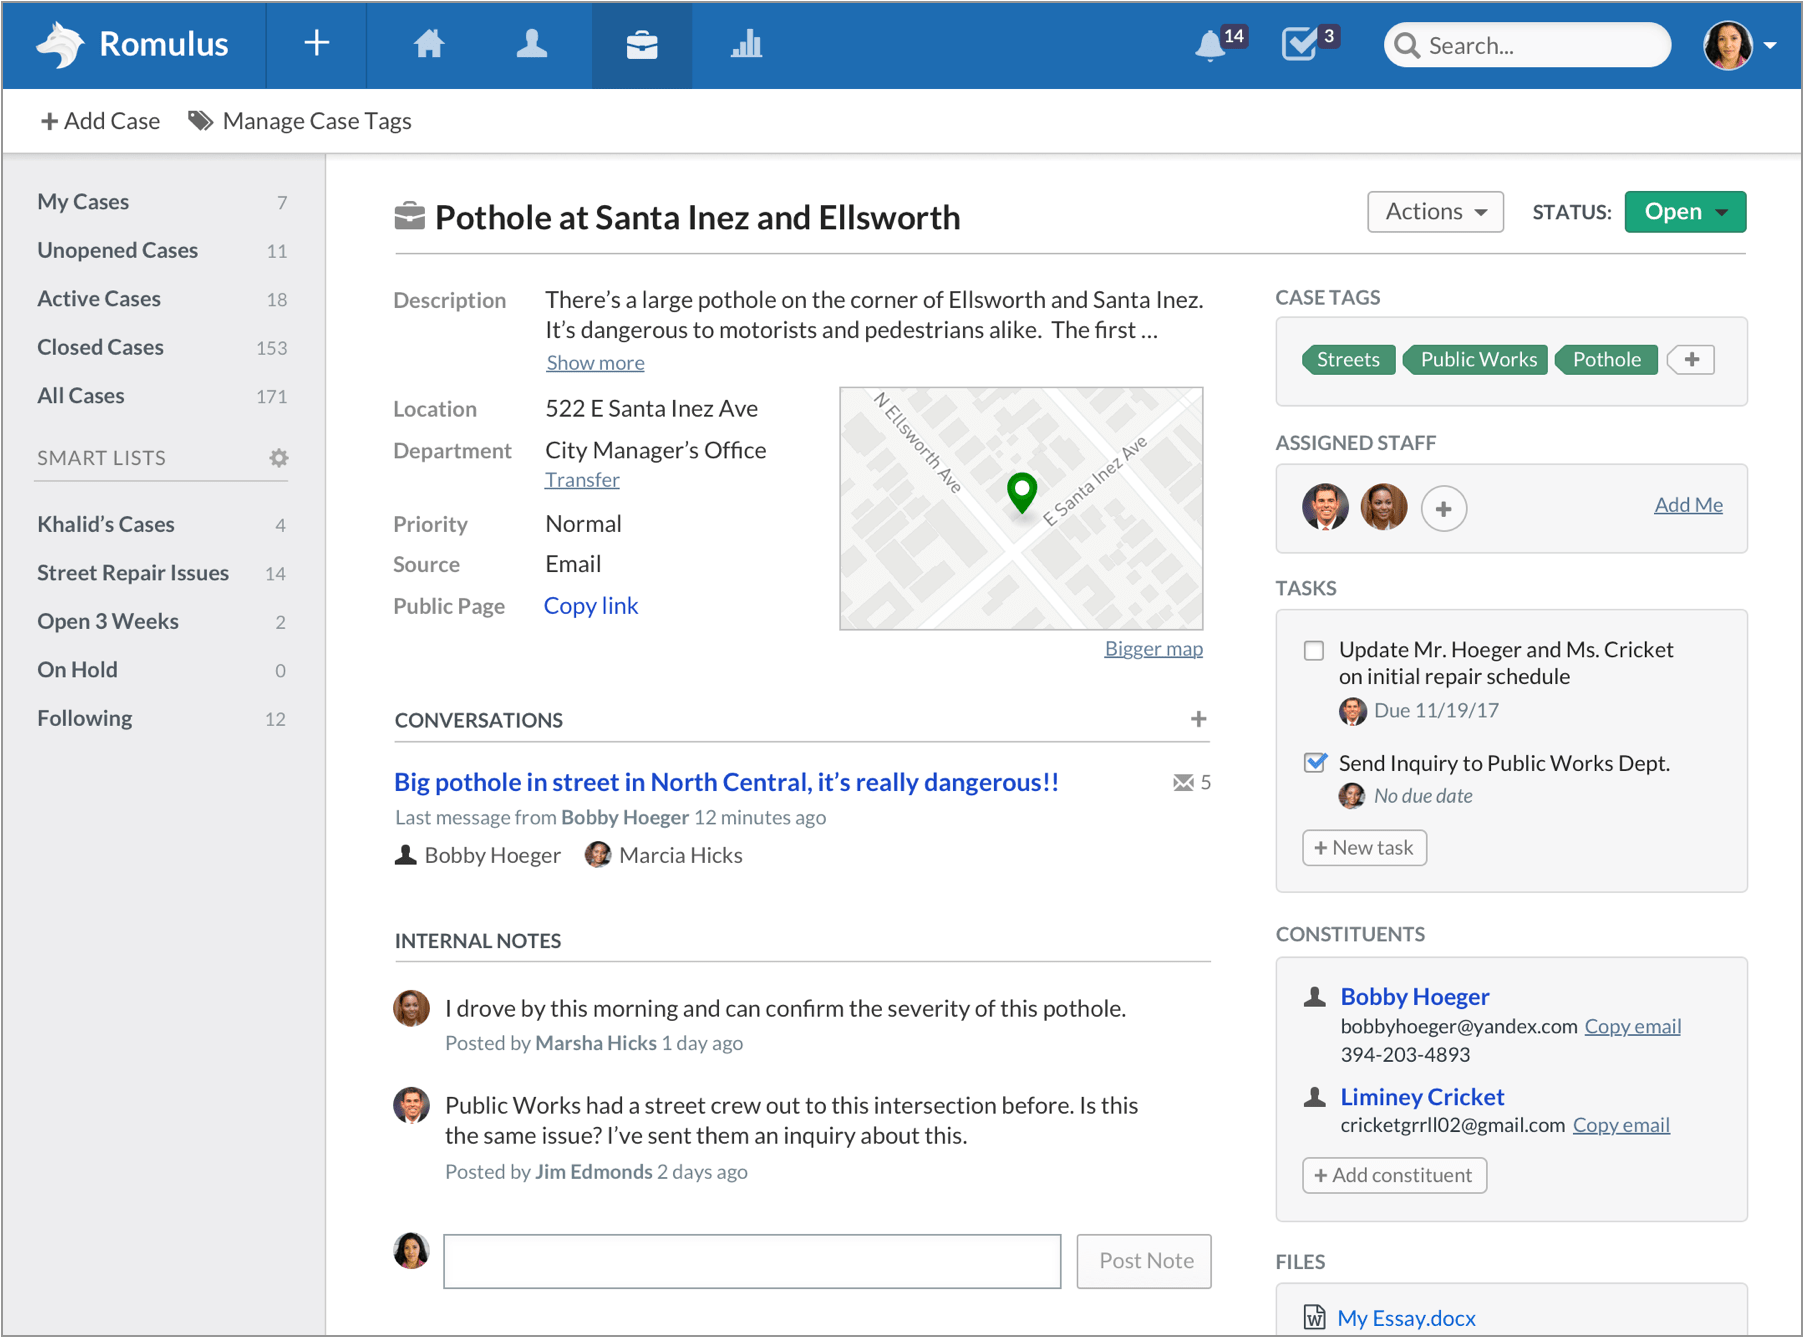 Romulus
14
3
Search...
+ Add Case
Manage Case Tags
My Cases 7
Unopened Cases 11
Active Cases 18
Closed Cases 153
All Cases 171
SMART LISTS
Khalid’s Cases 4
Street Repair Issues 14
Open 3 Weeks 2
On Hold 0
Following 12
Pothole at Santa Inez and Ellsworth
Actions
STATUS:
Open
Description
There’s a large pothole on the corner of Ellsworth and Santa Inez.
It’s dangerous to motorists and pedestrians alike. The first ...
Show more
Location 522 E Santa Inez Ave
Department City Manager’s Office
Transfer
Priority Normal
Source Email
Public Page Copy link
N Ellsworth Ave
E Santa Inez Ave
Bigger map
CONVERSATIONS +
Big pothole in street in North Central, it’s really dangerous!! 5
Last message from Bobby Hoeger 12 minutes ago
Bobby Hoeger Marcia Hicks
INTERNAL NOTES
I drove by this morning and can confirm the severity of this pothole.
Posted by Marsha Hicks 1 day ago
Public Works had a street crew out to this intersection before. Is this
the same issue? I’ve sent them an inquiry about this.
Posted by Jim Edmonds 2 days ago
Post Note
CASE TAGS
Streets Public Works Pothole +
ASSIGNED STAFF
+ Add Me
TASKS
Update Mr. Hoeger and Ms. Cricket
on initial repair schedule
Due 11/19/17
Send Inquiry to Public Works Dept.
No due date
+ New task
CONSTITUENTS
Bobby Hoeger
bobbyhoeger@yandex.com Copy email
394-203-4893
Liminey Cricket
cricketgrrll02@gmail.com Copy email
+ Add constituent
FILES
W My Essay.docx